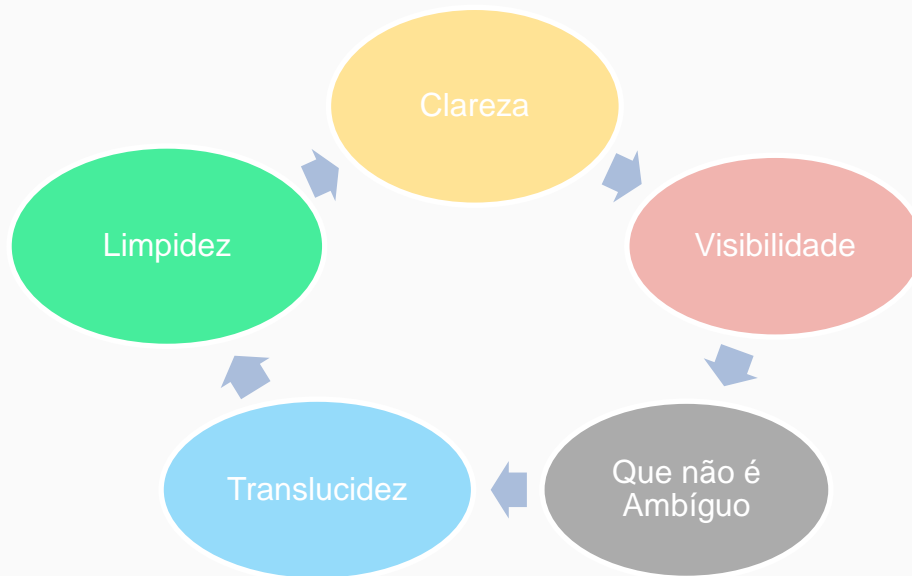 Clareza
Visibilidade
Que não é
Ambíguo
Translucidez
Limpidez